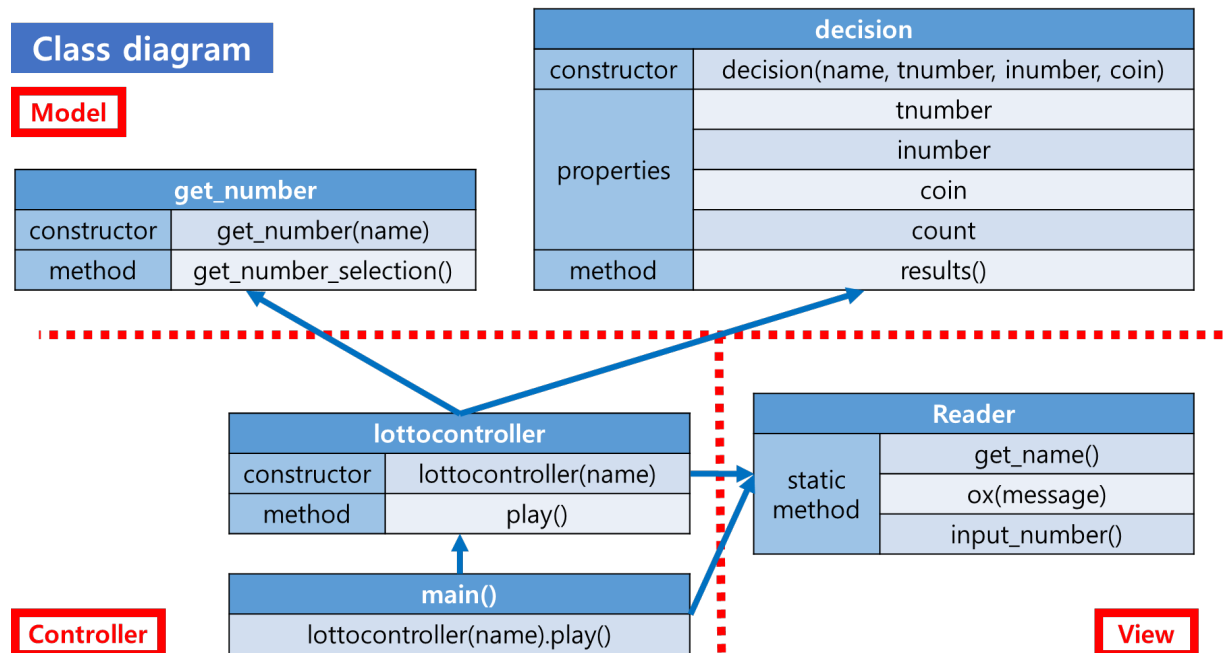 Class diagram
Model
get_number
constructor get_number(name)
method get_number_selection()
decision
constructor decision(name, tnumber, inumber, coin)
properties
tnumber
inumber
coin
count
method results()
lottocontroller
constructor lottocontroller(name)
method play()
main()
lottocontroller(name).play()
Controller
Reader
static
method
get_name()
ox(message)
input_number()
View